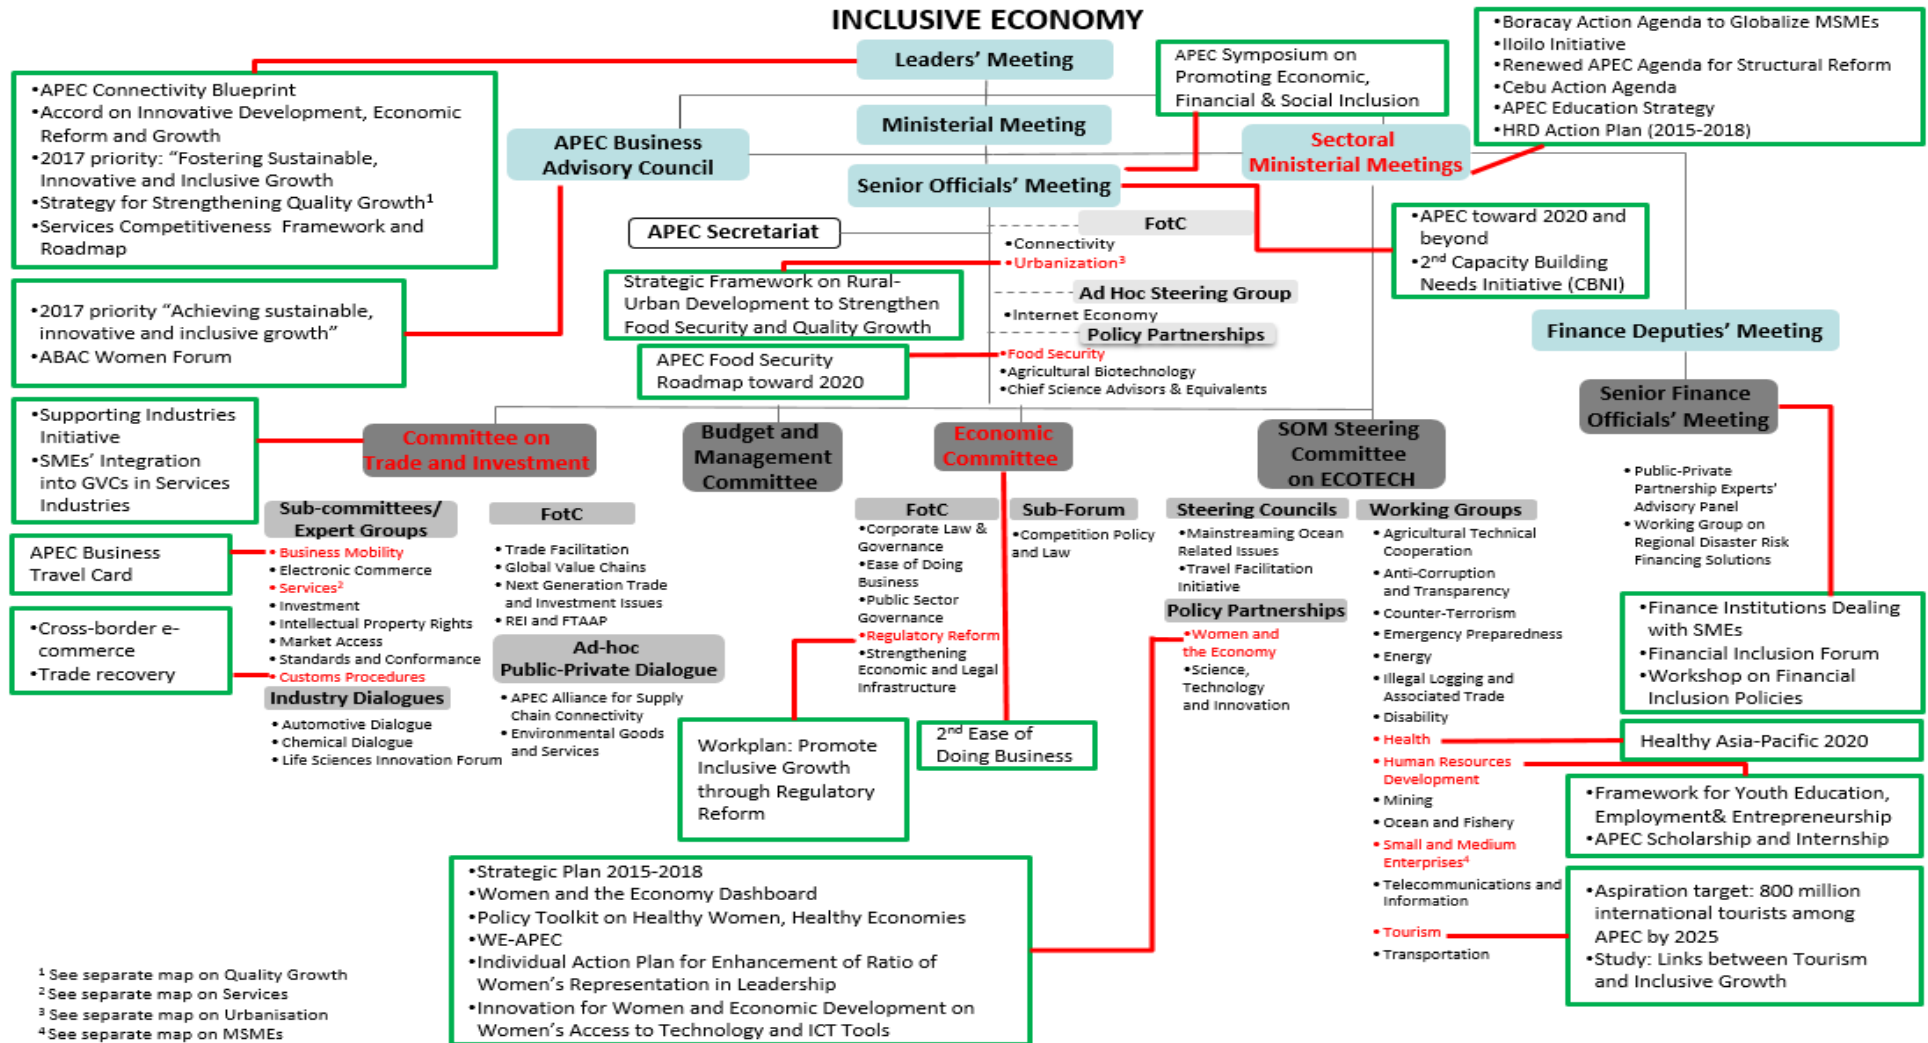 INCLUSIVE ECONOMY
Leaders' Meeting
Ministerial Meeting
APEC Business
Advisory Council
Senior Officials' Meeting
Sectoral
Ministerial Meetings
APEC Symposium on
Promoting Economic,
Financial & Social Inclusion
•Boracay Action Agenda to Globalize MSMEs
•Iloilo Initiative
•Renewed APEC Agenda for Structural Reform
•Cebu Action Agenda
•APEC Education Strategy
•HRD Action Plan (2015-2018)
•APEC Connectivity Blueprint
•Accord on Innovative Development, Economic
Reform and Growth
•2017 priority: “Fostering Sustainable,
Innovative and Inclusive Growth
•Strategy for Strengthening Quality Growth¹
•Services Competitiveness Framework and
Roadmap
•2017 priority “Achieving sustainable,
innovative and inclusive growth”
•ABAC Women Forum
APEC Secretariat
FotC
•Connectivity
•Urbanization³
Ad Hoc Steering Group
•Internet Economy
Policy Partnerships
•Food Security
•Agricultural Biotechnology
•Chief Science Advisors & Equivalents
Strategic Framework on Rural-
Urban Development to Strengthen
Food Security and Quality Growth
APEC Food Security
Roadmap toward 2020
•APEC toward 2020 and
beyond
•2nd Capacity Building
Needs Initiative (CBNI)
Finance Deputies' Meeting
Senior Finance
Officials' Meeting
•Public-Private
Partnership Experts'
Advisory Panel
•Working Group on
Regional Disaster Risk
Financing Solutions
•Finance Institutions Dealing
with SMEs
•Financial Inclusion Forum
•Workshop on Financial
Inclusion Policies
•Supporting Industries
Initiative
•SMEs' Integration
into GVCs in Services
Industries
Committee on
Trade and Investment
Budget and
Management
Committee
Economic
Committee
SOM Steering
Committee
on ECOTECH
Sub-committees/
Expert Groups
•Business Mobility
•Electronic Commerce
•Services²
•Investment
•Intellectual Property Rights
•Market Access
•Standards and Conformance
•Customs Procedures
Industry Dialogues
•Automotive Dialogue
•Chemical Dialogue
•Life Sciences Innovation Forum
APEC Business
Travel Card
•Cross-border e-
commerce
•Trade recovery
FotC
•Trade Facilitation
•Global Value Chains
•Next Generation Trade
and Investment Issues
•REI and FTAAP
Ad-hoc
Public-Private Dialogue
•APEC Alliance for Supply
Chain Connectivity
•Environmental Goods
and Services
FotC
•Corporate Law &
Governance
•Ease of Doing
Business
•Public Sector
Governance
•Regulatory Reform
•Strengthening
Economic and Legal
Infrastructure
Sub-Forum
•Competition Policy
and Law
Workplan: Promote
Inclusive Growth
through Regulatory
Reform
2nd Ease of
Doing Business
Steering Councils
•Mainstreaming Ocean
Related Issues
•Travel Facilitation
Initiative
Policy Partnerships
•Women and
the Economy
•Science,
Technology
and Innovation
Working Groups
•Agricultural Technical
Cooperation
•Anti-Corruption
and Transparency
•Counter-Terrorism
•Emergency Preparedness
•Energy
•Illegal Logging and
Associated Trade
•Disability
•Health
•Human Resources
Development
•Mining
•Ocean and Fishery
•Small and Medium
Enterprises⁴
•Telecommunications and
Information
•Tourism
•Transportation
Healthy Asia-Pacific 2020
•Framework for Youth Education,
Employment& Entrepreneurship
•APEC Scholarship and Internship
•Aspiration target: 800 million
international tourists among
APEC by 2025
•Study: Links between Tourism
and Inclusive Growth
•Strategic Plan 2015-2018
•Women and the Economy Dashboard
•Policy Toolkit on Healthy Women, Healthy Economies
•WE-APEC
•Individual Action Plan for Enhancement of Ratio of
Women's Representation in Leadership
•Innovation for Women and Economic Development on
Women's Access to Technology and ICT Tools
¹ See separate map on Quality Growth
² See separate map on Services
³ See separate map on Urbanisation
⁴ See separate map on MSMEs